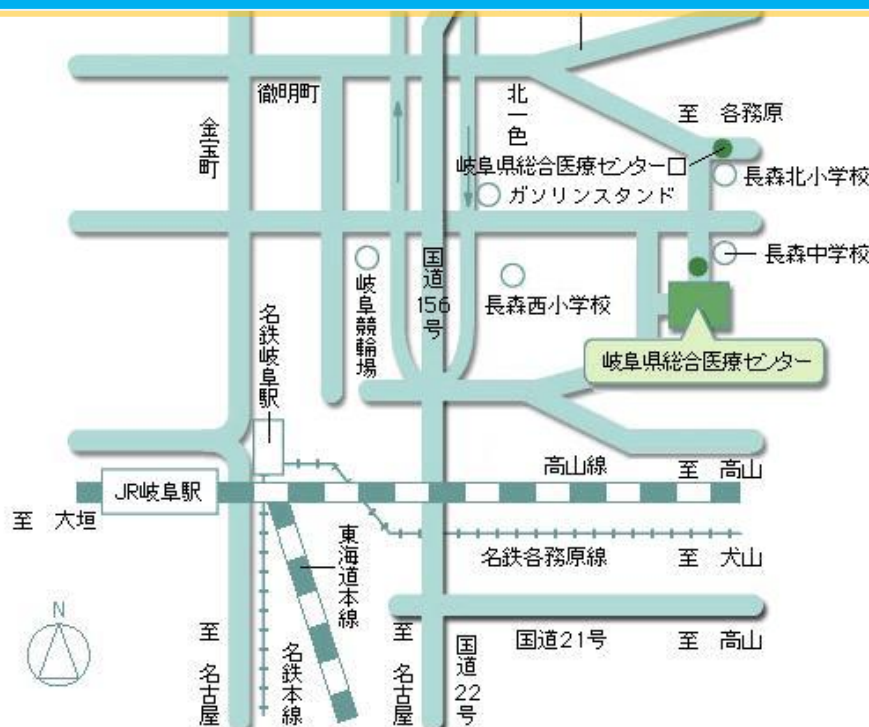 徹明町
北一色
至 各務原
金宝町
岐阜県総合医療センター口
長森北小学校
ガソリンスタンド
長森中学校
国道156号
岐阜競輪場
長森西小学校
名鉄岐阜駅
岐阜県総合医療センター
高山線
至 高山
JR岐阜駅
至 大垣
東海道本線
名鉄各務原線
至 犬山
N
至 名古屋
名鉄本線
至 名古屋
国道22号
国道21号
至 高山